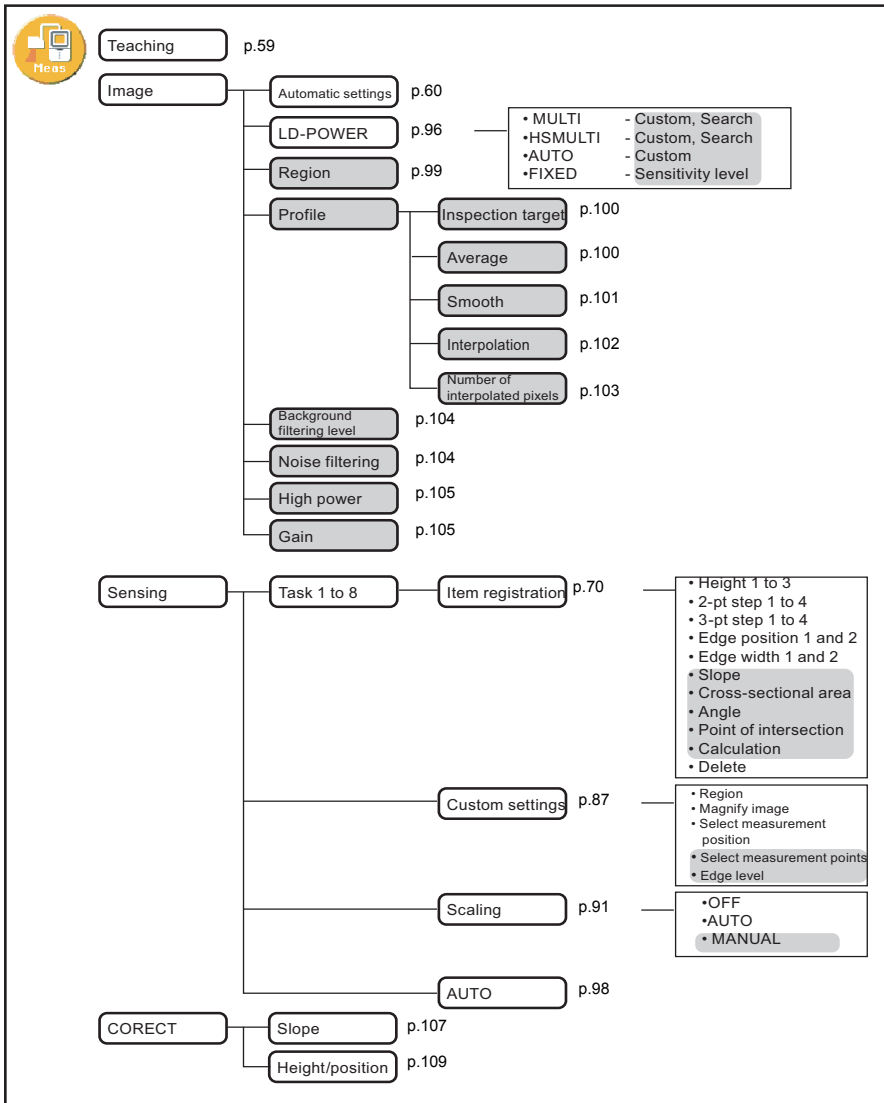 Meas
Teaching p.59
Image
Automatic settings p.60
LD-POWER p.96
• MULTI - Custom, Search
•HSMULTI - Custom, Search
•AUTO - Custom
•FIXED - Sensitivity level
Region p.99
Profile
Inspection target p.100
Average p.100
Smooth p.101
Interpolation p.102
Number of
interpolated pixels p.103
Background
filtering level p.104
Noise filtering p.104
High power p.105
Gain p.105
Sensing
Task 1 to 8
Item registration p.70
• Height 1 to 3
• 2-pt step 1 to 4
• 3-pt step 1 to 4
• Edge position 1 and 2
• Edge width 1 and 2
• Slope
• Cross-sectional area
• Angle
• Point of intersection
• Calculation
• Delete
Custom settings p.87
• Region
• Magnify image
• Select measurement
position
• Select measurement points
• Edge level
Scaling p.91
•OFF
•AUTO
• MANUAL
AUTO p.98
CORECT
Slope p.107
Height/position p.109